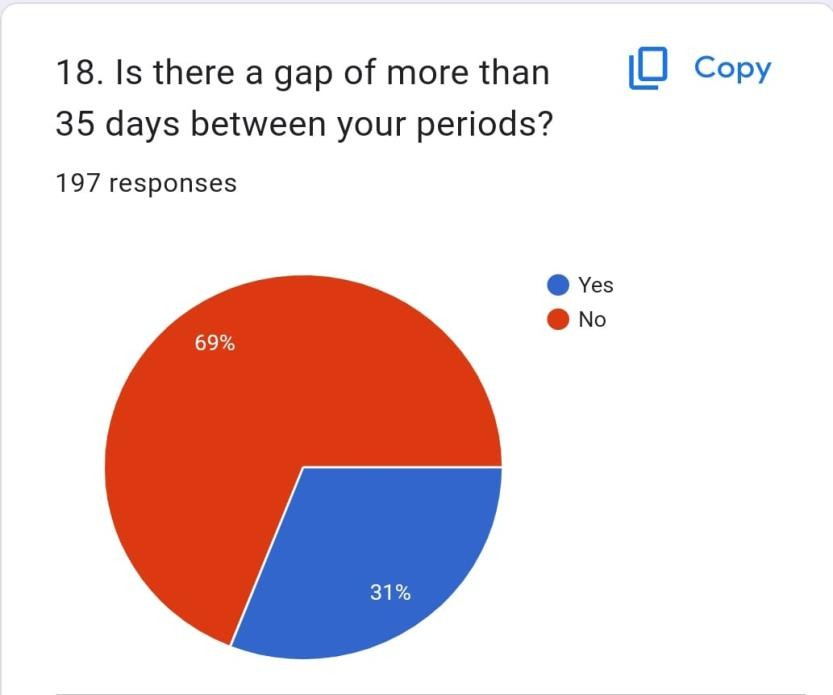 18. Is there a gap of more than
Copy
35 days between your periods?
197 responses
Yes
No
69%
31%